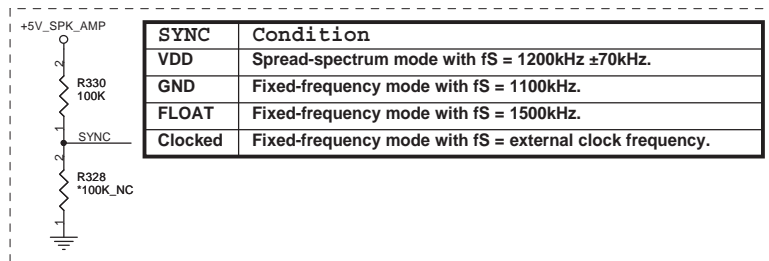 +5V_SPK_AMP
2
R330
100K
1
SYNC
2
R328
*100K_NC
1
SYNC Condition
VDD Spread-spectrum mode with fS = 1200kHz ±70kHz.
GND Fixed-frequency mode with fS = 1100kHz.
FLOAT Fixed-frequency mode with fS = 1500kHz.
Clocked Fixed-frequency mode with fS = external clock frequency.